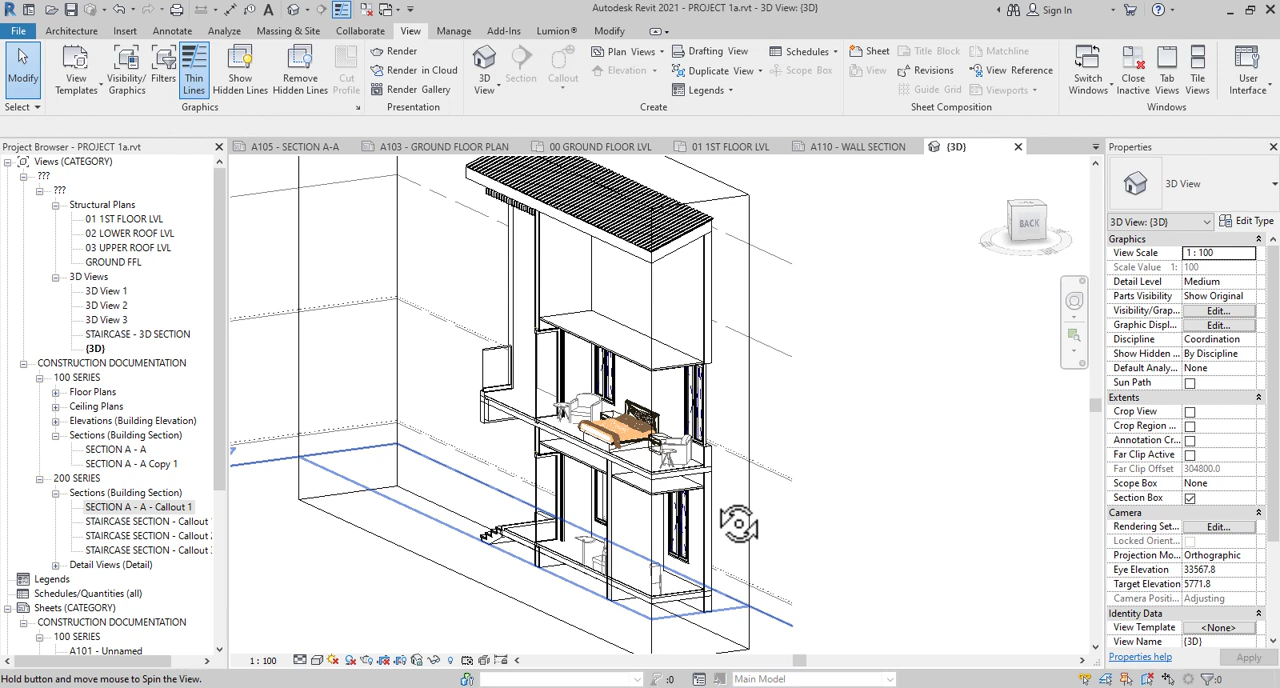 Autodesk Revit 2021 - PROJECT 1a.rvt - 3D View: {3D}
Sign In
File
Architecture
Insert
Annotate
Analyze
Massing & Site
Collaborate
View
Manage
Add-Ins
Lumion®
Modify
Modify
Select
View Templates
Visibility/ Graphics
Filters
Thin Lines
Show Hidden Lines
Remove Hidden Lines
Cut Profile
Graphics
Render
Render in Cloud
Render Gallery
Presentation
3D View
Section
Callout
Plan Views
Elevation
Drafting View
Duplicate View
Legends
Schedules
Scope Box
Create
Sheet
View
Title Block
Revisions
Guide Grid
Matchline
View Reference
Viewports
Sheet Composition
Switch Windows
Close Inactive
Tab Views
Tile Views
User Interface
Windows
Project Browser - PROJECT 1a.rvt
Views (CATEGORY)
???
???
Structural Plans
01 1ST FLOOR LVL
02 LOWER ROOF LVL
03 UPPER ROOF LVL
GROUND FFL
3D Views
3D View 1
3D View 2
3D View 3
STAIRCASE - 3D SECTION
{3D}
CONSTRUCTION DOCUMENTATION
100 SERIES
Floor Plans
Ceiling Plans
Elevations (Building Elevation)
Sections (Building Section)
SECTION A - A
SECTION A - A Copy 1
200 SERIES
Sections (Building Section)
SECTION A - A - Callout 1
STAIRCASE SECTION - Callout
STAIRCASE SECTION - Callout
STAIRCASE SECTION - Callout
Detail Views (Detail)
Legends
Schedules/Quantities (all)
Sheets (CATEGORY)
CONSTRUCTION DOCUMENTATION
100 SERIES
A101 - Unnamed
A105 - SECTION A-A
A103 - GROUND FLOOR PLAN
00 GROUND FLOOR LVL
01 1ST FLOOR LVL
A110 - WALL SECTION
{3D}
BACK
1 : 100
Properties
3D View
3D View: {3D}
Edit Type
Graphics
View Scale 1 : 100
Scale Value 1: 100
Detail Level Medium
Parts Visibility Show Original
Visibility/Grap... Edit...
Graphic Displ... Edit...
Discipline Coordination
Show Hidden ... By Discipline
Default Analy... None
Sun Path
Extents
Crop View
Crop Region ...
Annotation Cr...
Far Clip Active
Far Clip Offset 304800.0
Scope Box None
Section Box
Camera
Rendering Set... Edit...
Locked Orient...
Projection Mo... Orthographic
Eye Elevation 33567.8
Target Elevation 5771.8
Camera Positi... Adjusting
Identity Data
View Template <None>
View Name {3D}
Properties help
Apply
Hold button and move mouse to Spin the View.
:0
Main Model
:0